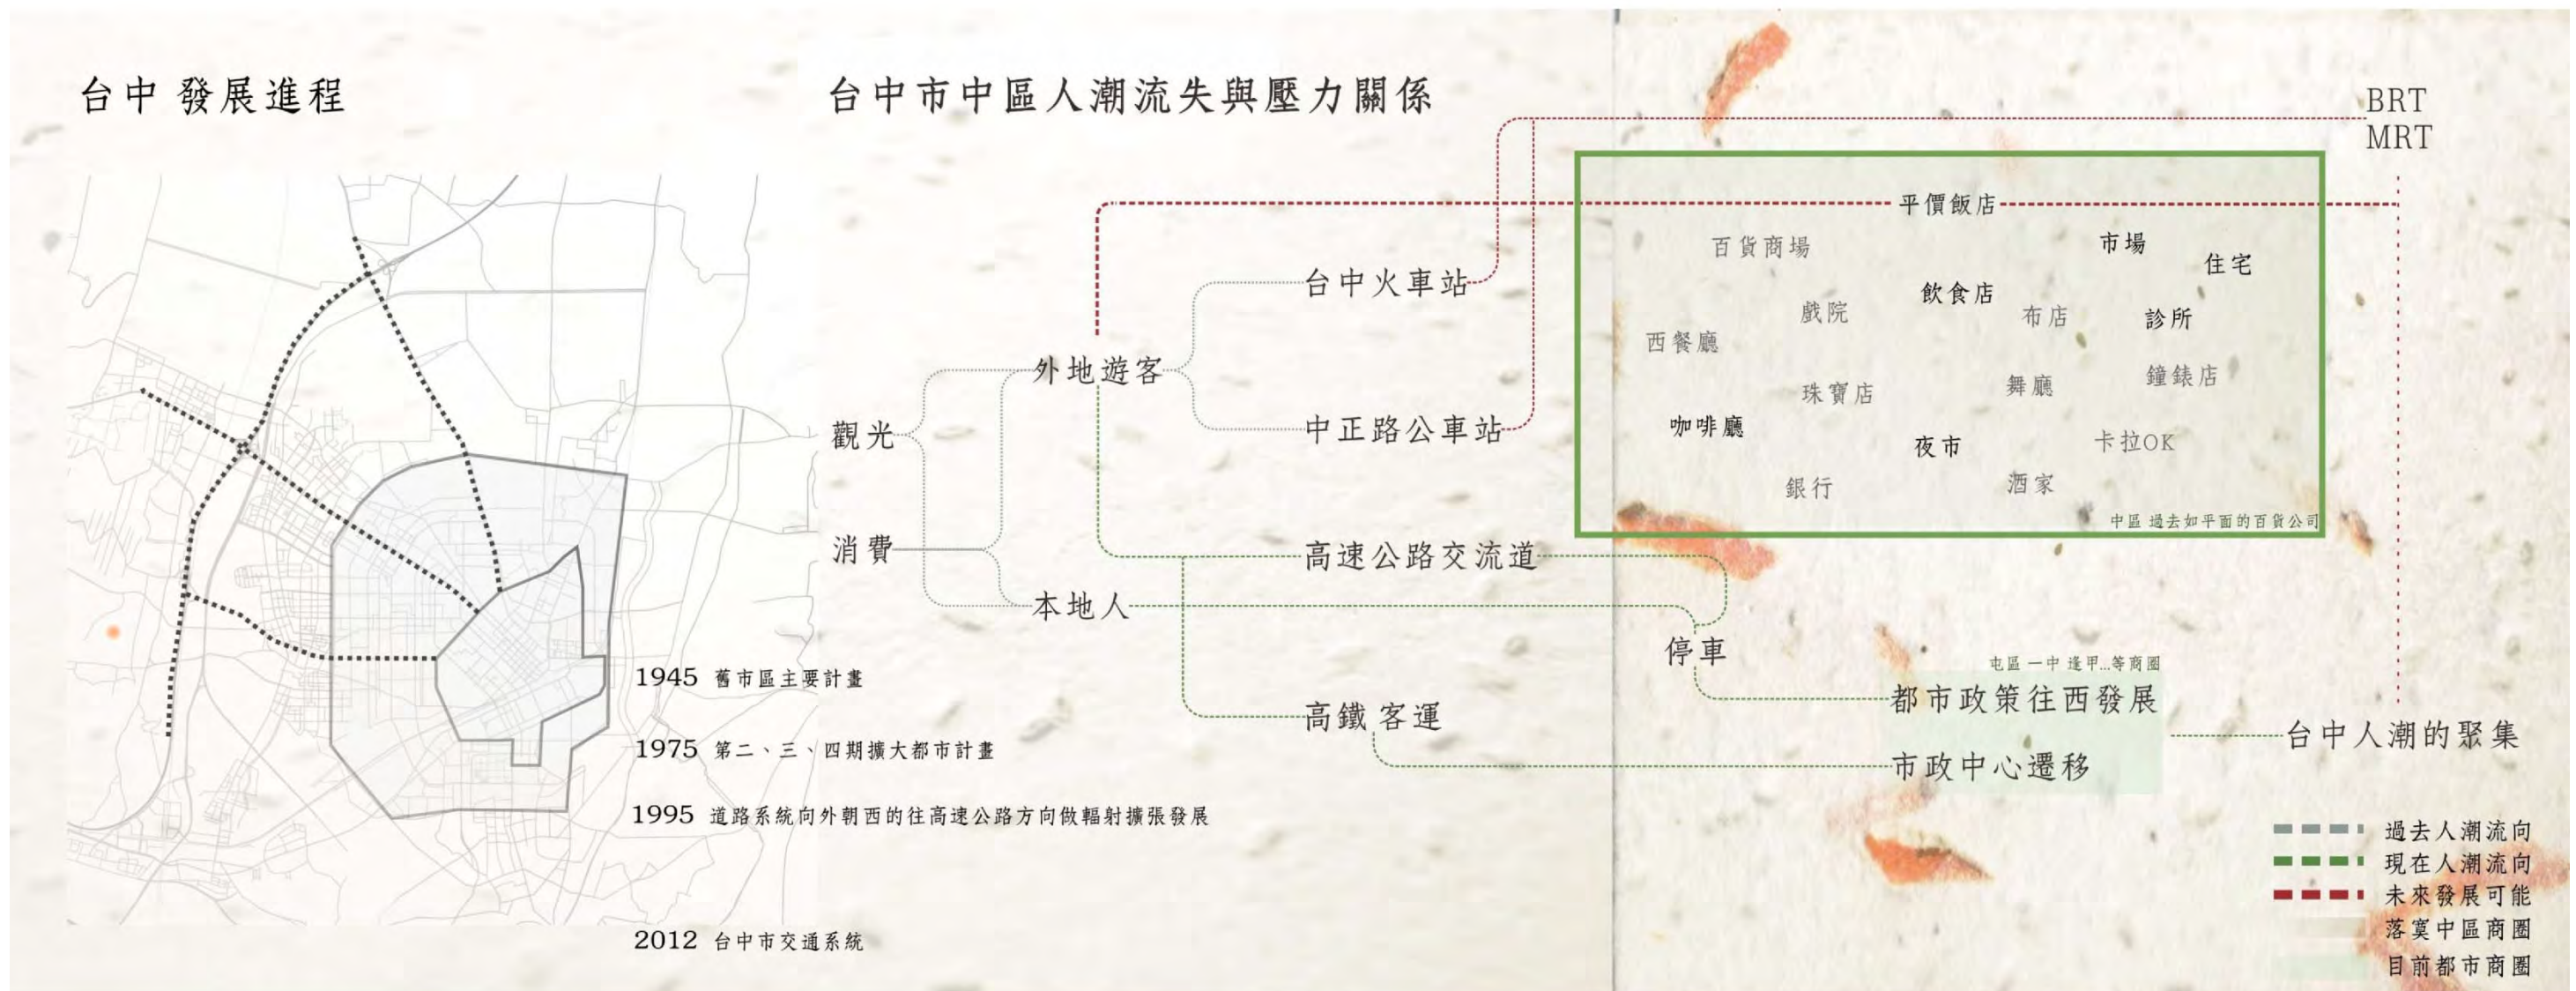 台中 發展進程
1945 舊市區主要計畫
1975 第二、三、四期擴大都市計畫
1995 道路系統向外朝西的往高速公路方向做輻射擴張發展
2012 台中市交通系統
台中市中區人潮流失與壓力關係
觀光
消費
外地遊客
本地人
台中火車站
中正路公車站
高速公路交流道
高鐵 客運
BRT
MRT
平價飯店
百貨商場
市場
住宅
飲食店
戲院
布店
診所
西餐廳
鐘錶店
舞廳
珠寶店
咖啡廳
夜市
卡拉OK
銀行
酒家
中區 過去如平面的百貨公司
停車
屯區 一中 逢甲...等商圈
都市政策往西發展
市政中心遷移
台中人潮的聚集
過去人潮流向
現在人潮流向
未來發展可能
落寞中區商圈
目前都市商圈